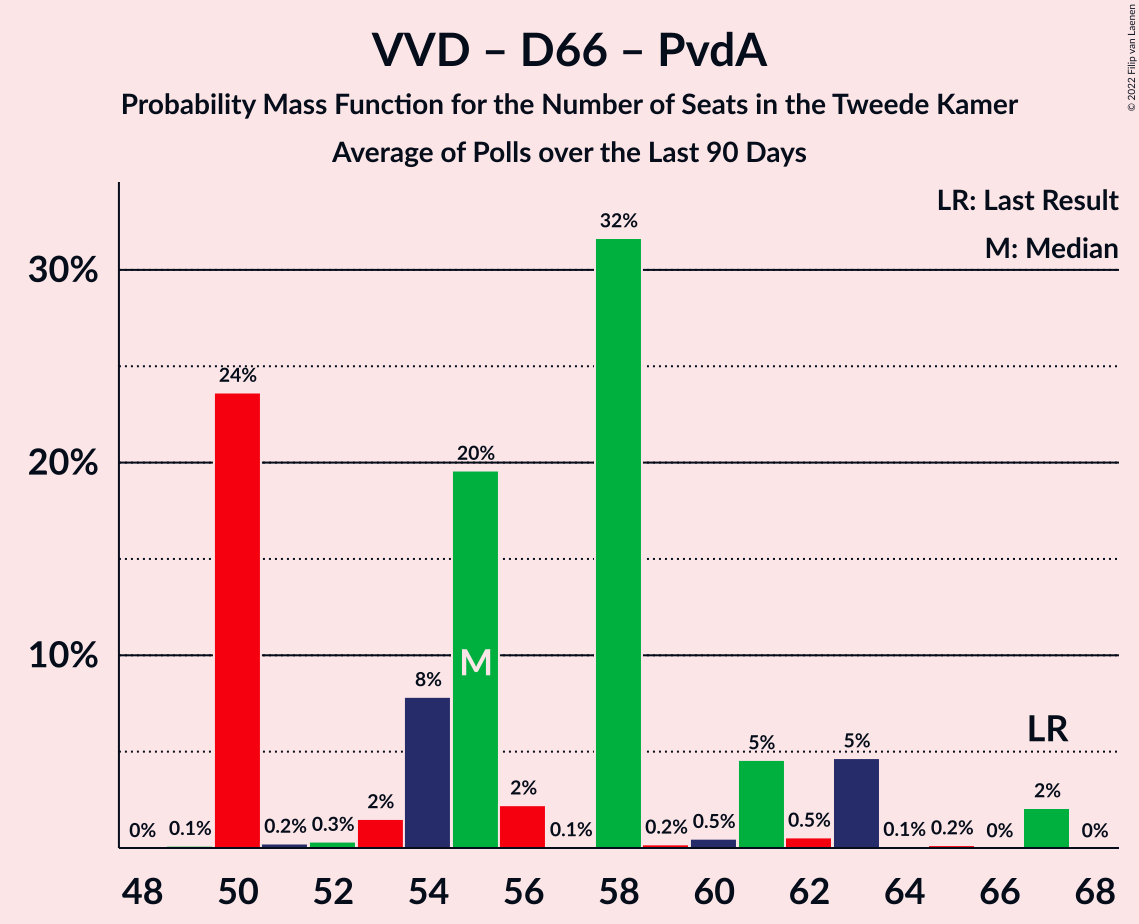 VVD – D66 – PvdA
Probability Mass Function for the Number of Seats in the Tweede Kamer
Average of Polls over the Last 90 Days
© 2022 Filip van Laenen
LR: Last Result
M: Median
30%
20%
10%
0%
0.1%
24%
0.2%
0.3%
2%
8%
20%
2%
0.1%
32%
0.2%
0.5%
5%
0.5%
5%
0.1%
0.2%
0%
2%
0%
M
LR
48 50 52 54 56 58 60 62 64 66 68